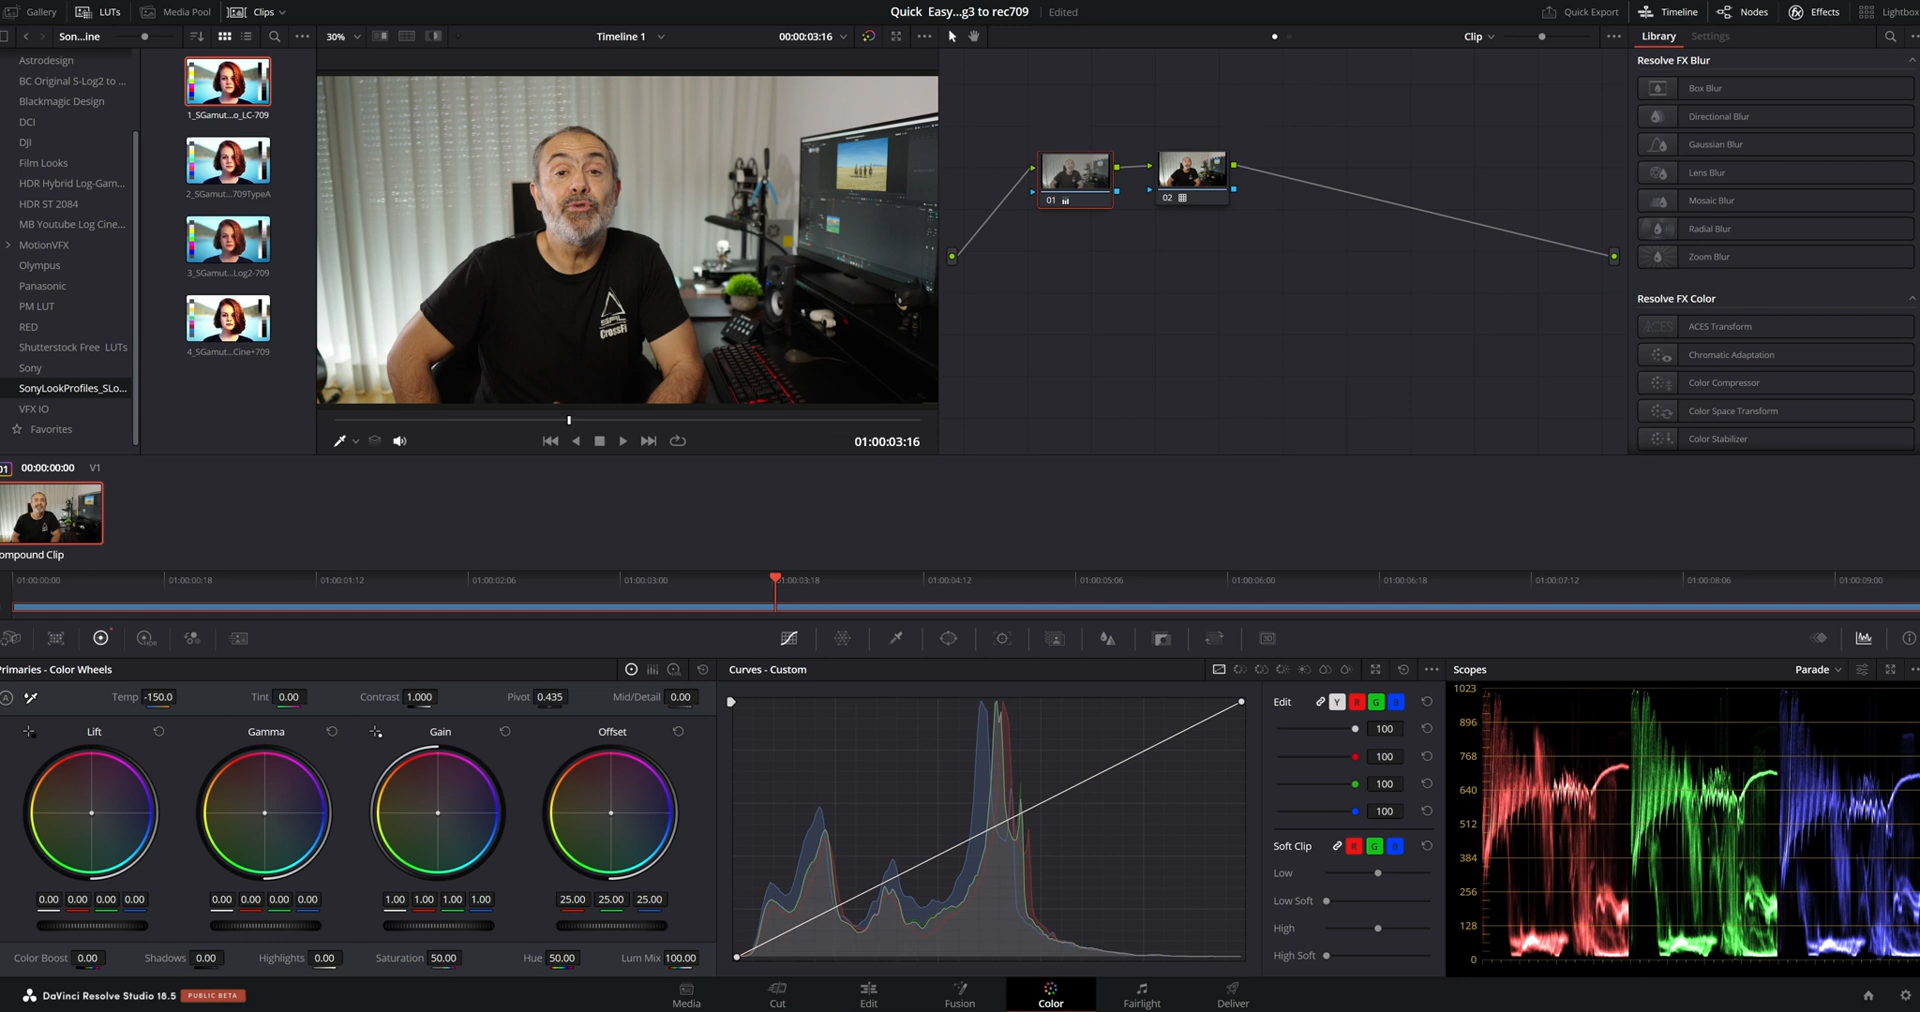 Gallery LUTs Media Pool Clips Quick Easy...g3 to rec709 Edited Quick Export Timeline Nodes Effects Lightbox
Son...ine 30% Timeline 1 00:00:03:16 Clip Library Settings
Astrodesign
BC Original S-Log2 to ...
Blackmagic Design
DCI
DJI
Film Looks
HDR Hybrid Log-Gam...
HDR ST 2084
MB Youtube Log Cine...
MotionVFX
Olympus
Panasonic
PM LUT
RED
Shutterstock Free LUTs
Sony
SonyLookProfiles_SLo...
VFX IO
Favorites
1_SGamut...o_LC-709
2_SGamut...709TypeA
3_SGamut...Log2-709
4_SGamut...Cine+709
CrossFi
01:00:03:16
01
02
Resolve FX Blur
Box Blur
Directional Blur
Gaussian Blur
Lens Blur
Mosaic Blur
Radial Blur
Zoom Blur
Resolve FX Color
ACES Transform
Chromatic Adaptation
Color Compressor
Color Space Transform
Color Stabilizer
01 00:00:00:00 V1
ompound Clip
01:00:00:00 01:00:00:18 01:00:01:12 01:00:02:06 01:00:03:00 01:00:03:18 01:00:04:12 01:00:05:06 01:00:06:00 01:00:06:18 01:00:07:12 01:00:08:06 01:00:09:00
Primaries - Color Wheels
Temp -150.0 Tint 0.00 Contrast 1.000 Pivot 0.435 Mid/Detail 0.00
Lift Gamma Gain Offset
0.00 0.00 0.00 0.00 0.00 0.00 0.00 0.00 1.00 1.00 1.00 1.00 25.00 25.00 25.00
Color Boost 0.00 Shadows 0.00 Highlights 0.00 Saturation 50.00 Hue 50.00 Lum Mix 100.00
Curves - Custom
Edit Y R G B
100
100
100
100
Soft Clip R G B
Low
Low Soft
High
High Soft
Scopes Parade
1023
896
768
640
512
384
256
128
0
DaVinci Resolve Studio 18.5 PUBLIC BETA
Media Cut Edit Fusion Color Fairlight Deliver